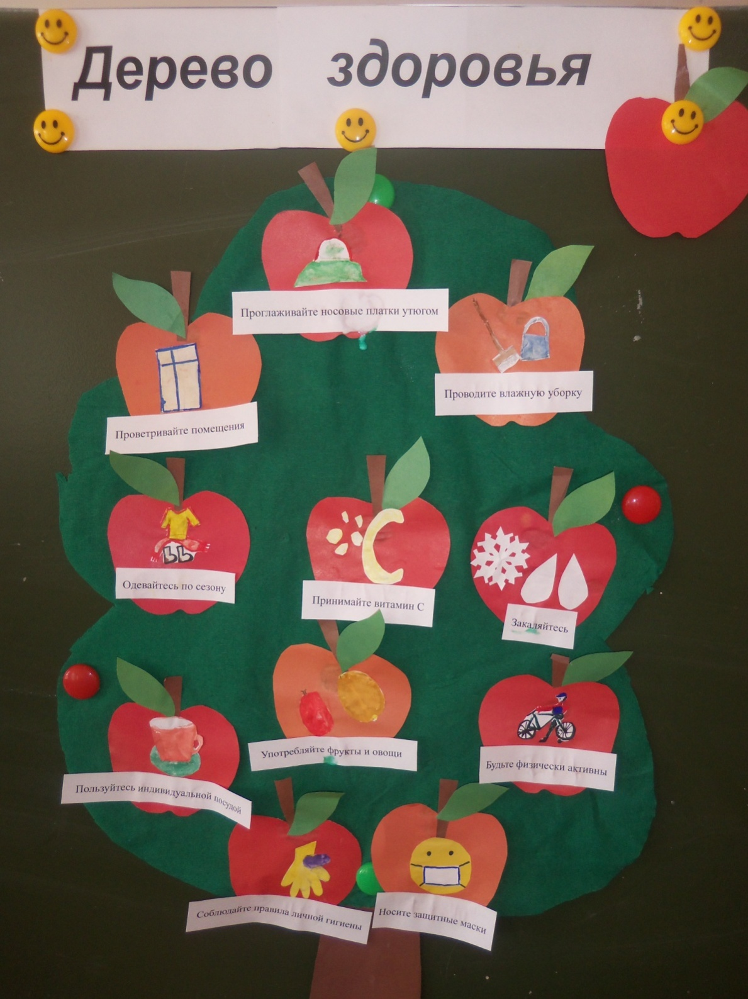 Дерево здоровья
Проглаживайте носовые платки утюгом
Проводите влажную уборку
Проветривайте помещения
Одевайтесь по сезону
Принимайте витамин С
Закаляйтесь
Пользуйтесь индивидуальной посудой
Употребляйте фрукты и овощи
Будьте физически активны
Соблюдайте правила личной гигиены
Носите защитные маски